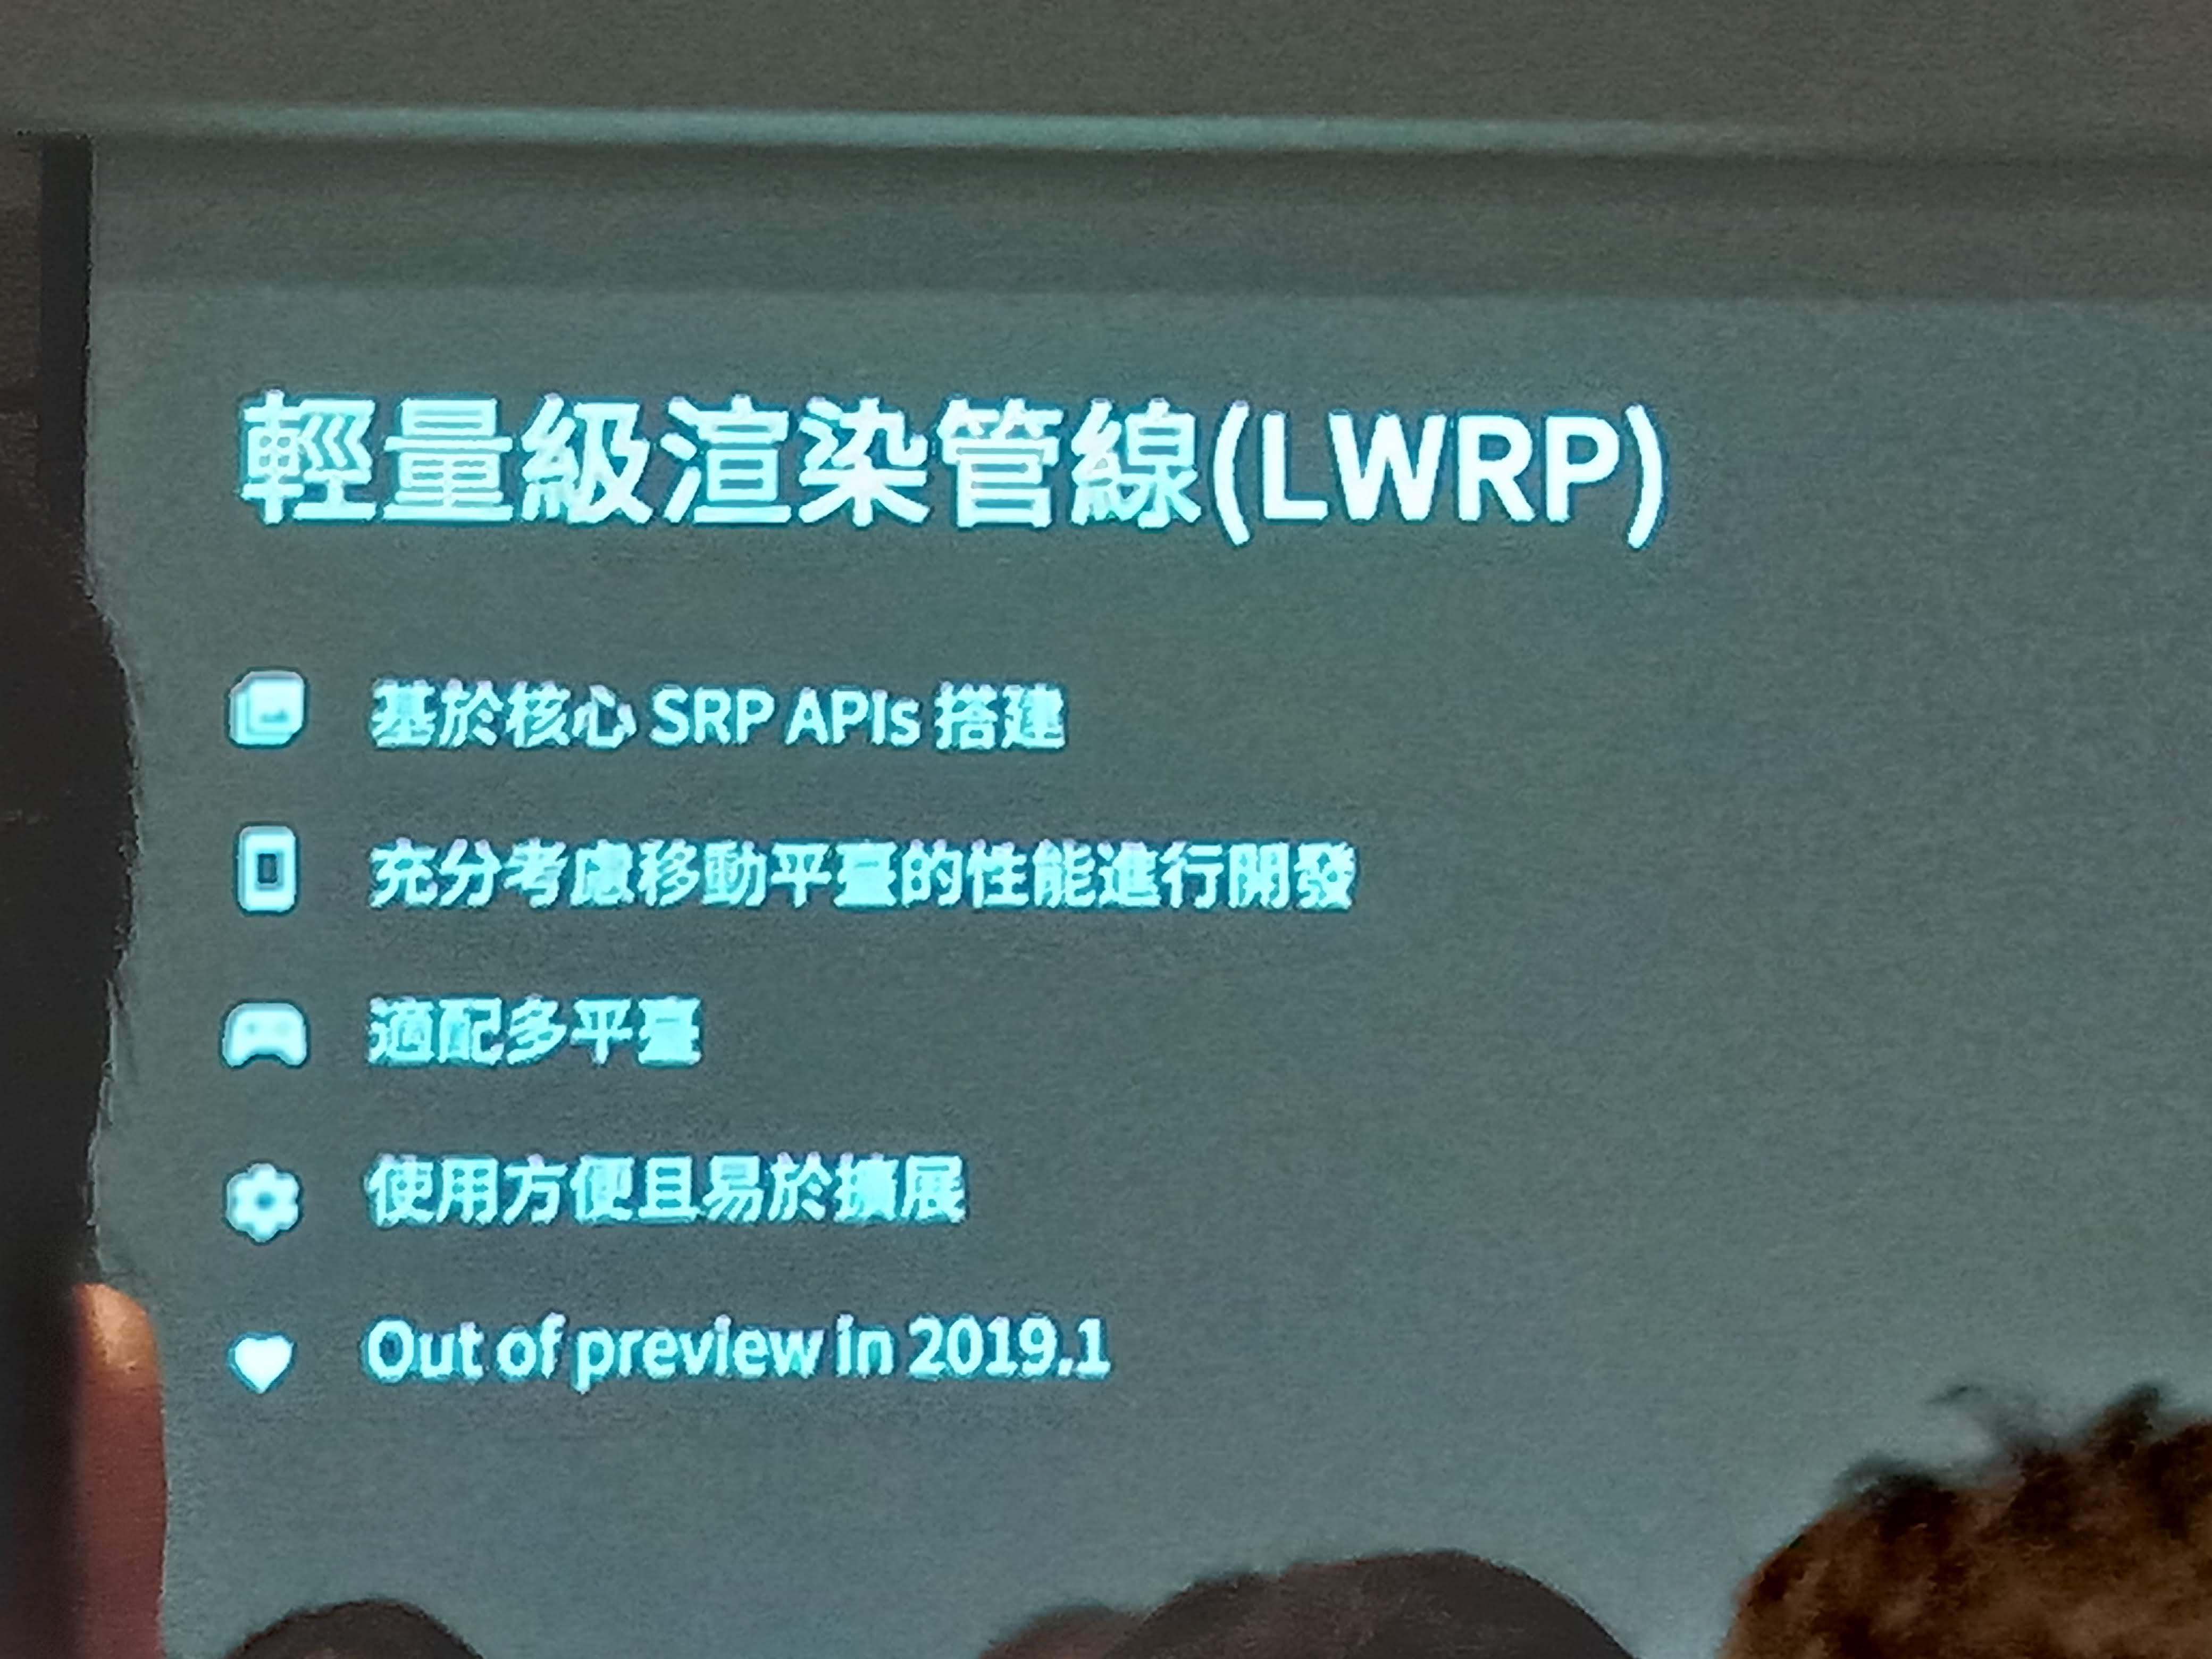 輕量級渲染管線(LWRP)
基於核心 SRP APIs 搭建
充分考慮移動平臺的性能進行開發
適配多平臺
使用方便且易於擴展
Out of preview in 2019.1